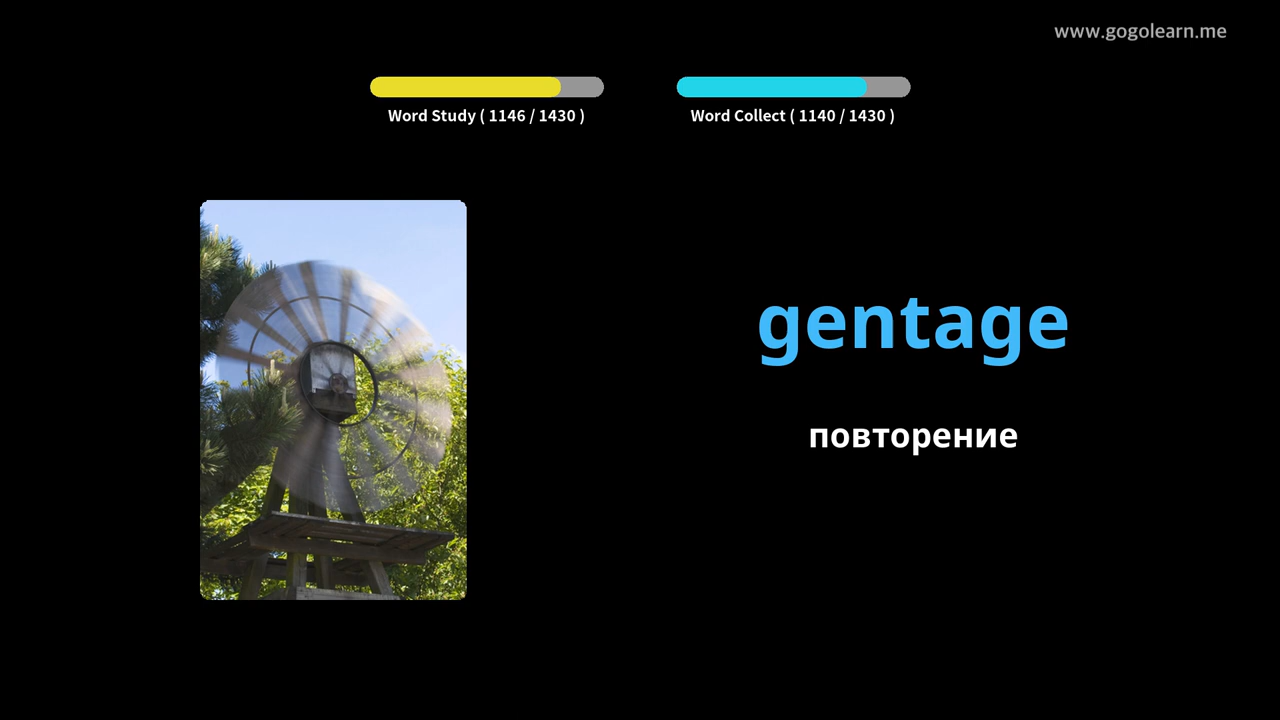 www.gogolearn.me
Word Study ( 1146 / 1430 )
Word Collect ( 1140 / 1430 )
gentage
повторение